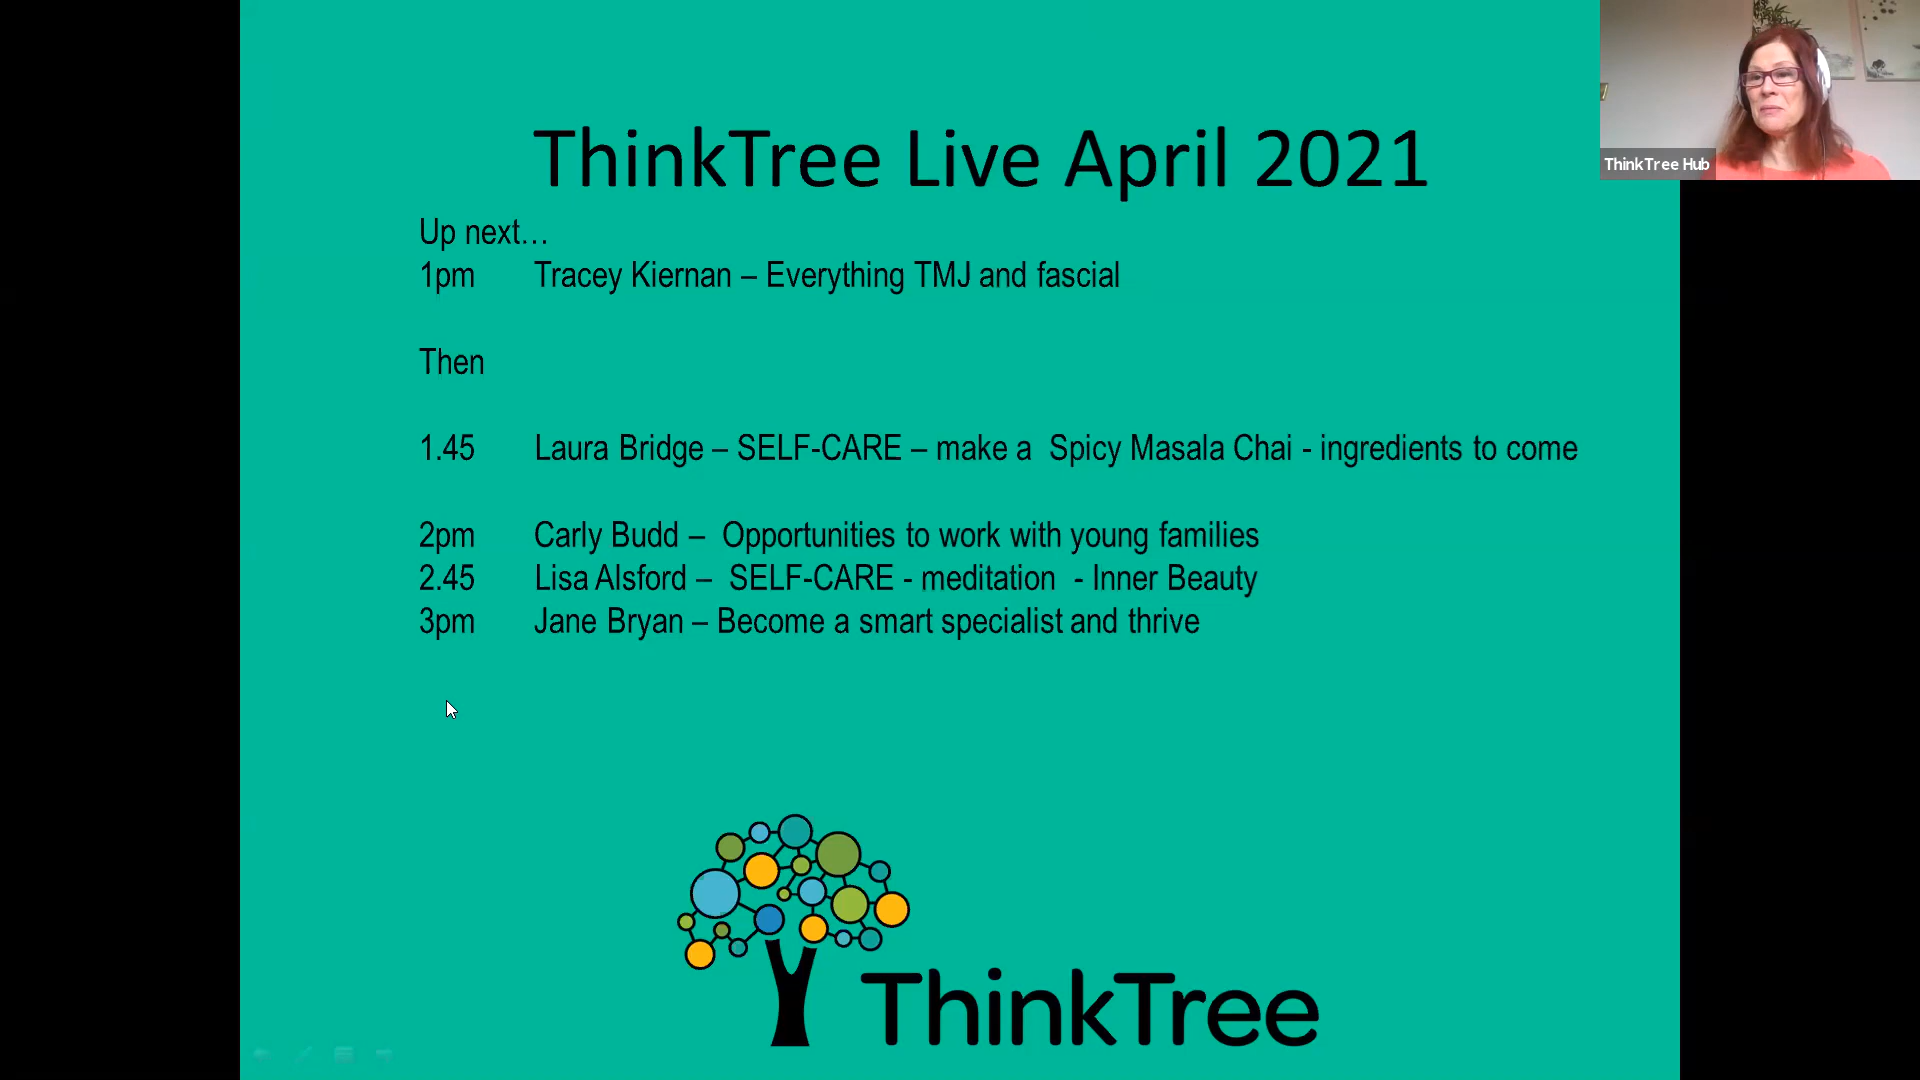 ThinkTree Live April 2021
ThinkTree Hub
Up next…
1pm Tracey Kiernan – Everything TMJ and fascial
Then
1.45 Laura Bridge – SELF-CARE – make a Spicy Masala Chai - ingredients to come
2pm Carly Budd – Opportunities to work with young families
2.45 Lisa Alsford – SELF-CARE - meditation - Inner Beauty
3pm Jane Bryan – Become a smart specialist and thrive
ThinkTree